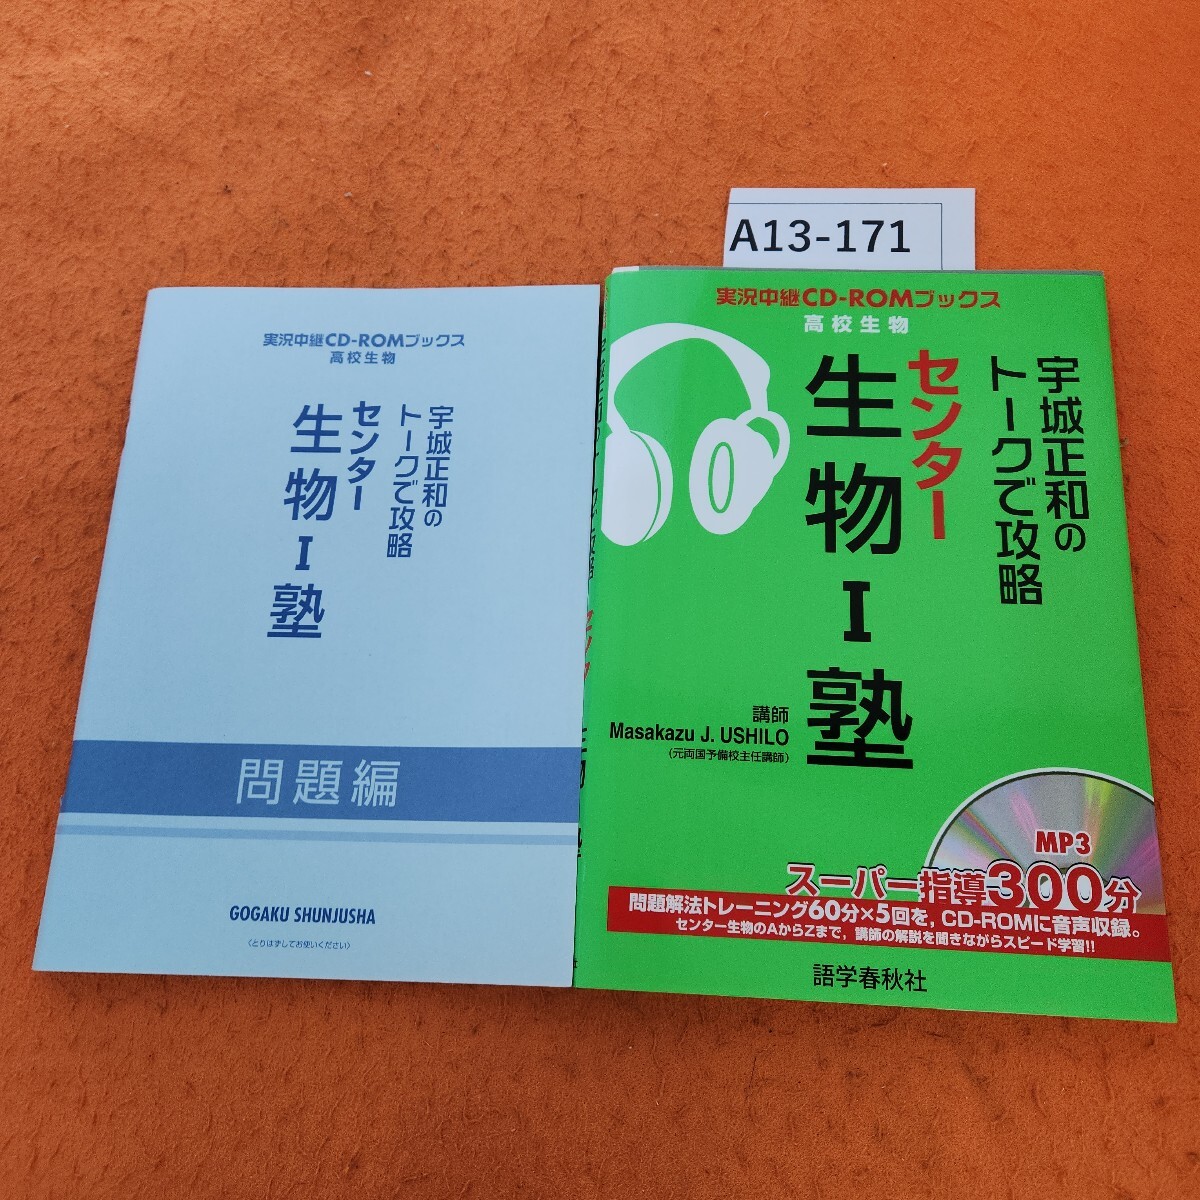 A13-171
実況中継CD-ROMブックス
高校生物
宇城正和の
トークで攻略
センター
生物Ⅰ塾
問題編
GOGAKU SHUNJUSHA
〈とりはずしてお使いください〉
実況中継CD-ROMブックス
高校生物
宇城正和の
トークで攻略
センター
生物Ⅰ塾
講師
Masakazu J. USHILO
(元両国予備校主任講師)
MP3
スーパー指導300分
問題解法トレーニング60分×5回を, CD-ROMに音声収録。
センター生物のAからZまで, 講師の解説を聞きながらスピード学習!!
語学春秋社